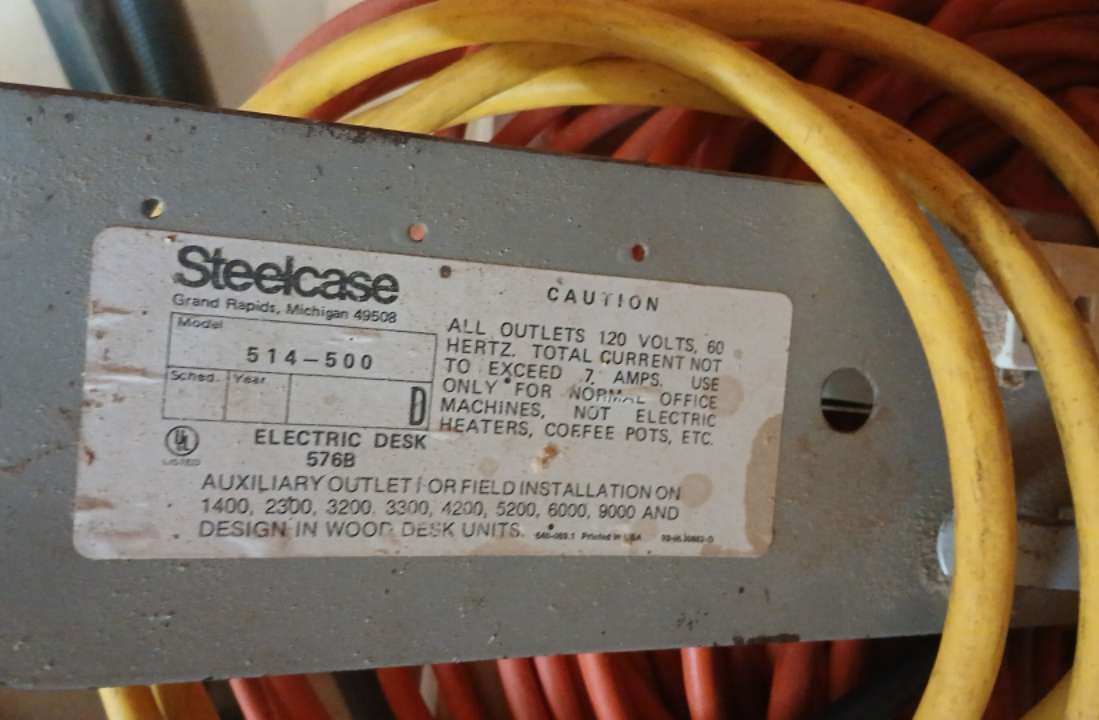 Steelcase
Grand Rapids, Michigan 49508
Model
514-500
Sched. Year
D
UL
LISTED
ELECTRIC DESK
576B
CAUTION
ALL OUTLETS 120 VOLTS, 60
HERTZ. TOTAL CURRENT NOT
TO EXCEED 7 AMPS. USE
ONLY FOR NORMAL OFFICE
MACHINES, NOT ELECTRIC
HEATERS, COFFEE POTS, ETC.
AUXILIARY OUTLET FOR FIELD INSTALLATION ON
1400, 2300, 3200, 3300, 4200, 5200, 6000, 9000 AND
DESIGN IN WOOD DESK UNITS.
Printed in USA